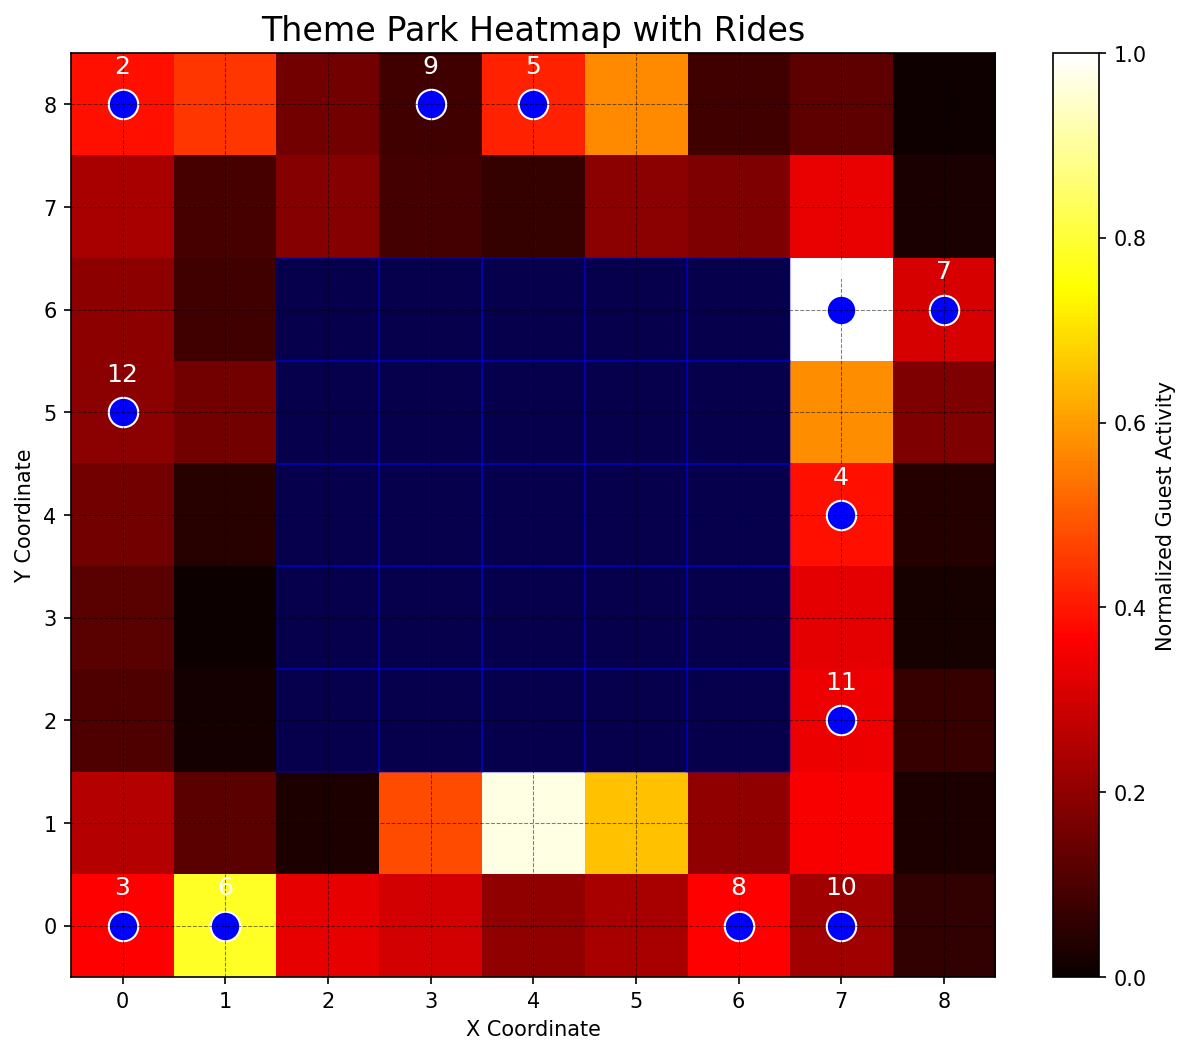 Theme Park Heatmap with Rides
2 9 5
7
12
4
11
3 6 8 10
8
7
6
5
4
3
2
1
0
Y Coordinate
0 1 2 3 4 5 6 7 8
X Coordinate
1.0
0.8
0.6
0.4
0.2
0.0
Normalized Guest Activity